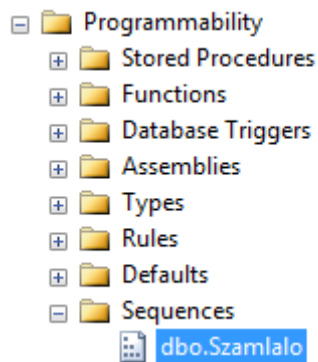 Programmability
Stored Procedures
Functions
Database Triggers
Assemblies
Types
Rules
Defaults
Sequences
dbo.Szamlalo